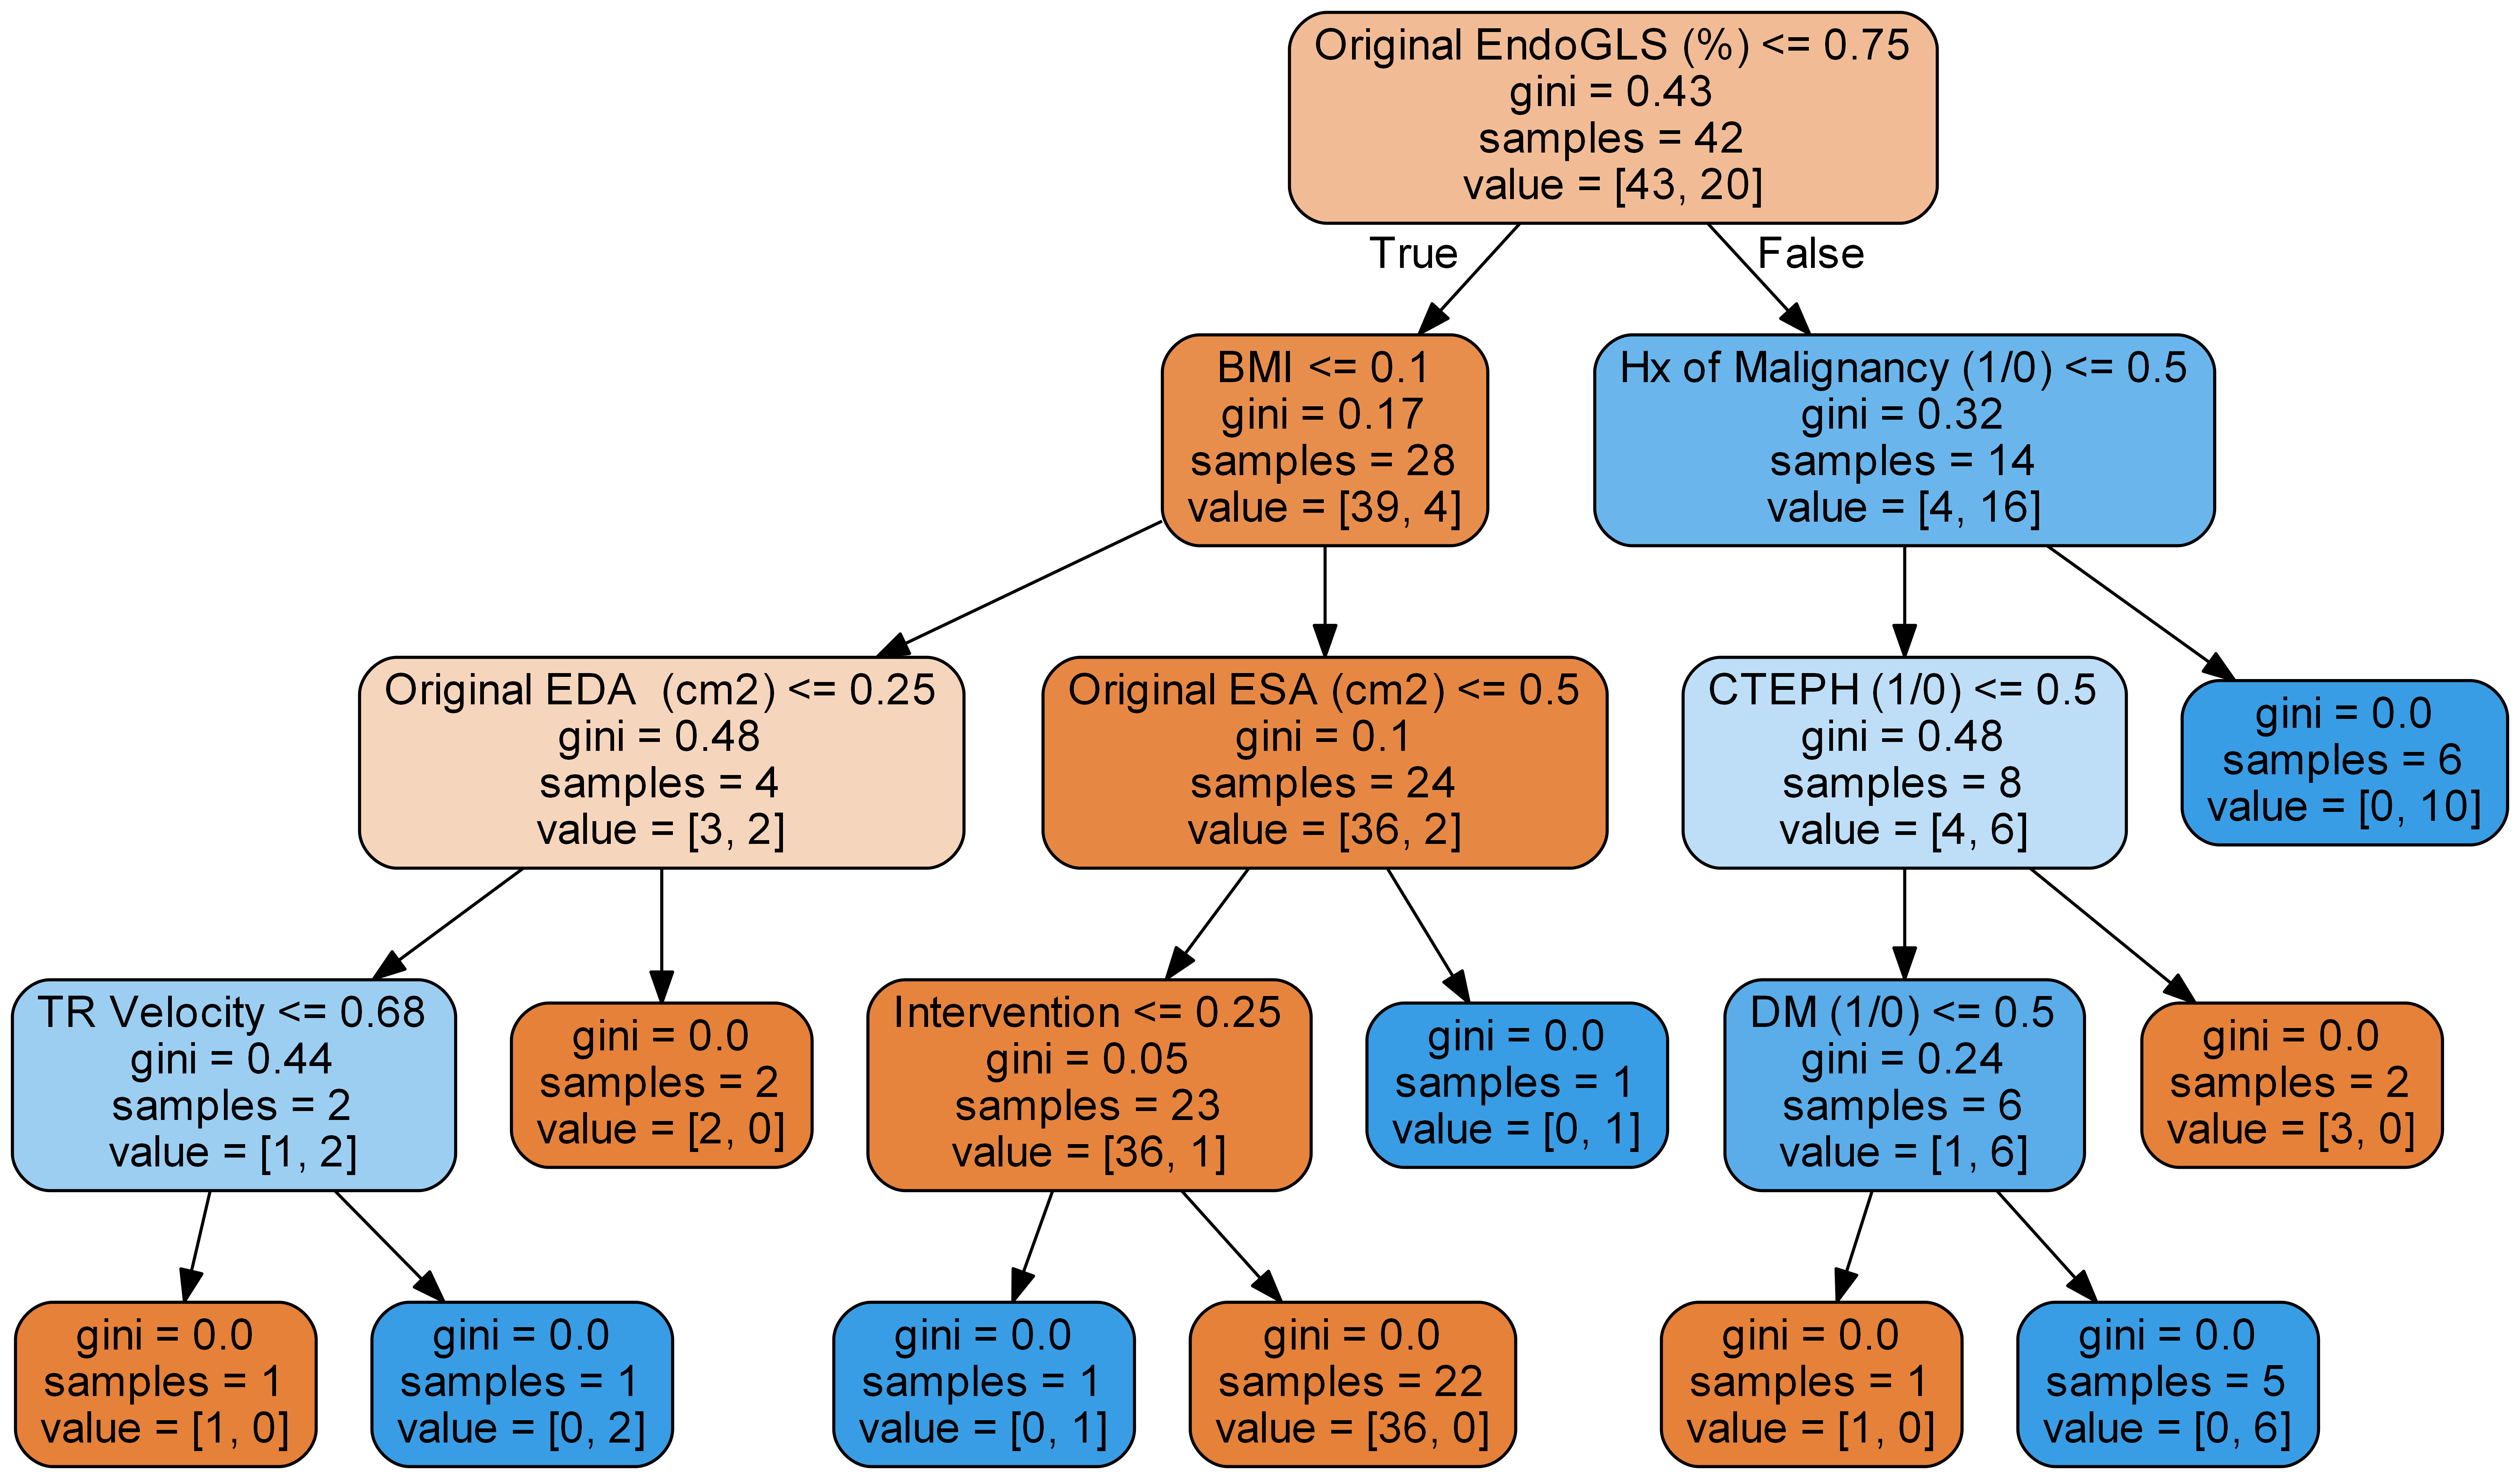 Original EndoGLS (%) <= 0.75
gini = 0.43
samples = 42
value = [43, 20]
True
False
BMI <= 0.1
gini = 0.17
samples = 28
value = [39, 4]
Hx of Malignancy (1/0) <= 0.5
gini = 0.32
samples = 14
value = [4, 16]
Original EDA  (cm2) <= 0.25
gini = 0.48
samples = 4
value = [3, 2]
Original ESA (cm2) <= 0.5
gini = 0.1
samples = 24
value = [36, 2]
CTEPH (1/0) <= 0.5
gini = 0.48
samples = 8
value = [4, 6]
gini = 0.0
samples = 6
value = [0, 10]
TR Velocity <= 0.68
gini = 0.44
samples = 2
value = [1, 2]
gini = 0.0
samples = 2
value = [2, 0]
Intervention <= 0.25
gini = 0.05
samples = 23
value = [36, 1]
gini = 0.0
samples = 1
value = [0, 1]
DM (1/0) <= 0.5
gini = 0.24
samples = 6
value = [1, 6]
gini = 0.0
samples = 2
value = [3, 0]
gini = 0.0
samples = 1
value = [1, 0]
gini = 0.0
samples = 1
value = [0, 2]
gini = 0.0
samples = 1
value = [0, 1]
gini = 0.0
samples = 22
value = [36, 0]
gini = 0.0
samples = 1
value = [1, 0]
gini = 0.0
samples = 5
value = [0, 6]